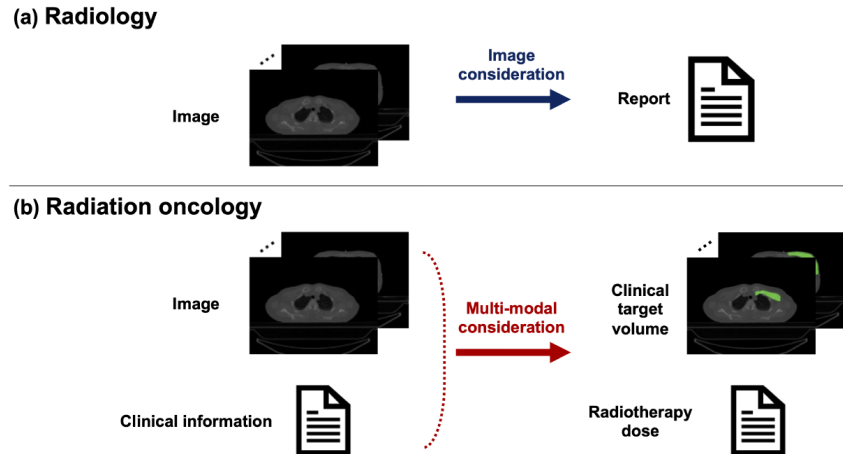 (a) Radiology
Image
Image
consideration
Report
(b) Radiation oncology
Image
Clinical information
Multi-modal
consideration
Clinical
target
volume
Radiotherapy
dose